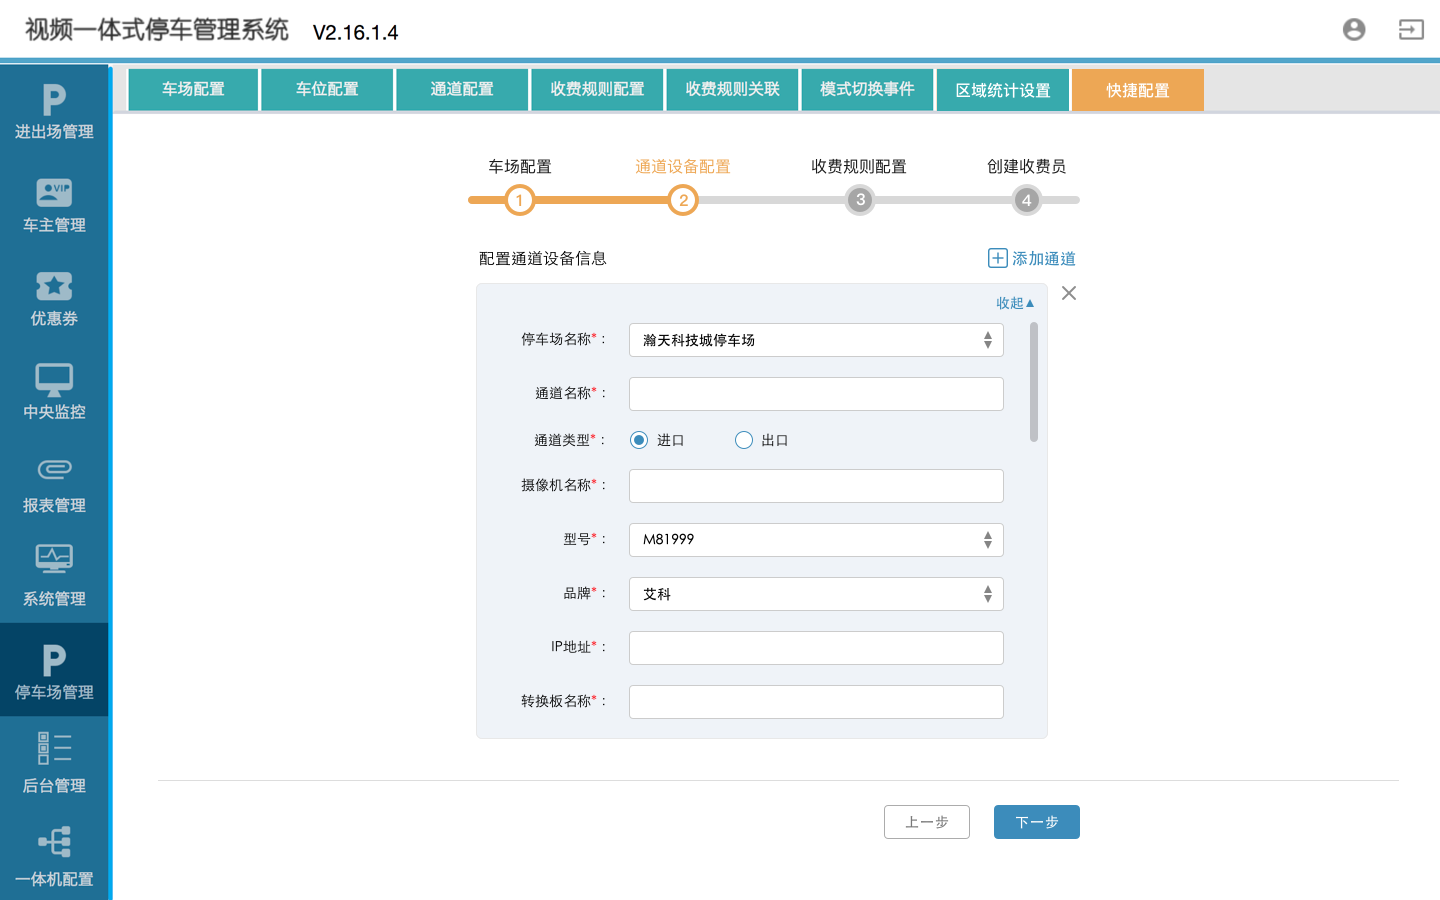 视频一体式停车管理系统 V2.16.1.4
车场配置 车位配置 通道配置 收费规则配置 收费规则关联 模式切换事件 区域统计设置 快捷配置
进出场管理
VIP
车主管理
优惠券
中央监控
报表管理
系统管理
停车场管理
后台管理
一体机配置
车场配置 通道设备配置 收费规则配置 创建收费员
1 2 3 4
配置通道设备信息 添加通道
收起▲
停车场名称*： 瀚天科技城停车场
通道名称*：
通道类型*： 进口 出口
摄像机名称*：
型号*： M81999
品牌*： 艾科
IP地址*：
转换板名称*：
上一步 下一步